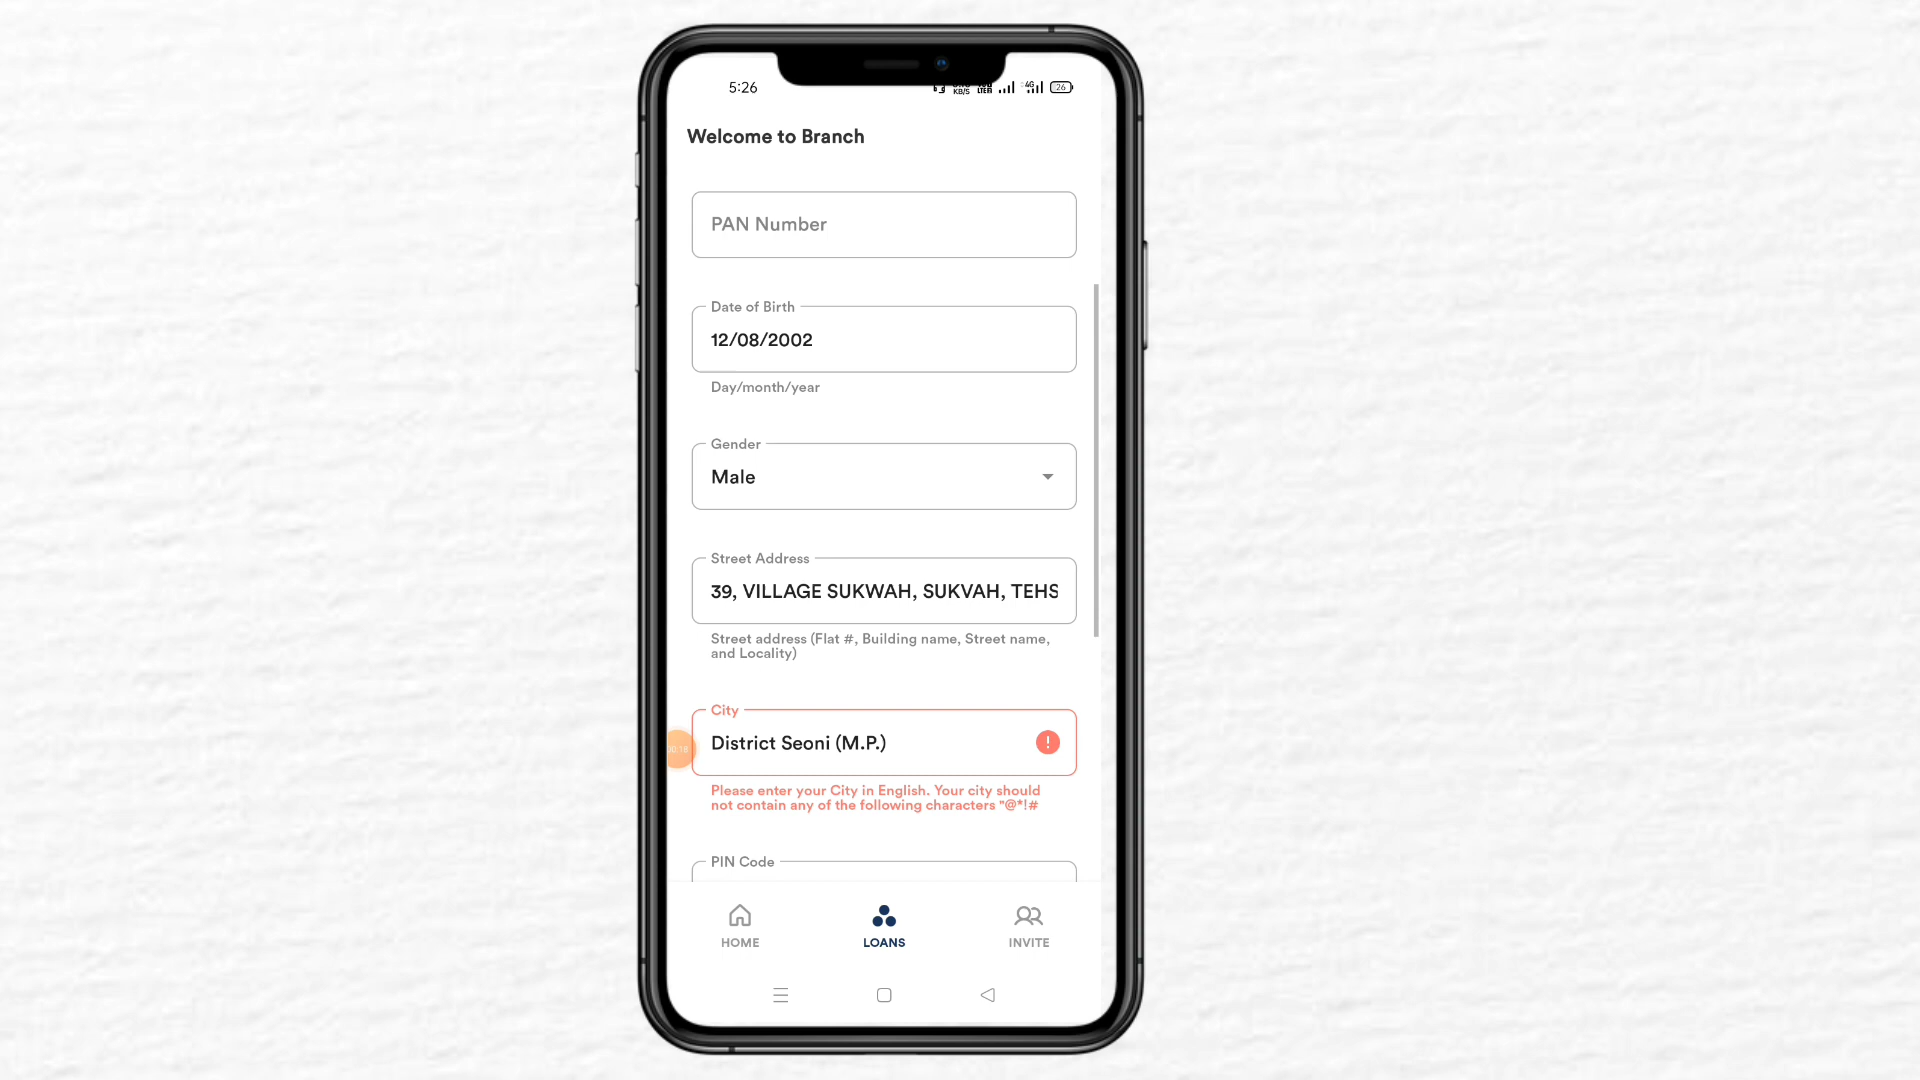 5:26
KB/S
4G
26
Welcome to Branch
PAN Number
Date of Birth
12/08/2002
Day/month/year
Gender
Male
Street Address
39, VILLAGE SUKWAH, SUKVAH, TEHS
Street address (Flat #, Building name, Street name,
and Locality)
City
District Seoni (M.P.)
!
Please enter your City in English. Your city should
not contain any of the following characters "@*!#
PIN Code
HOME
LOANS
INVITE